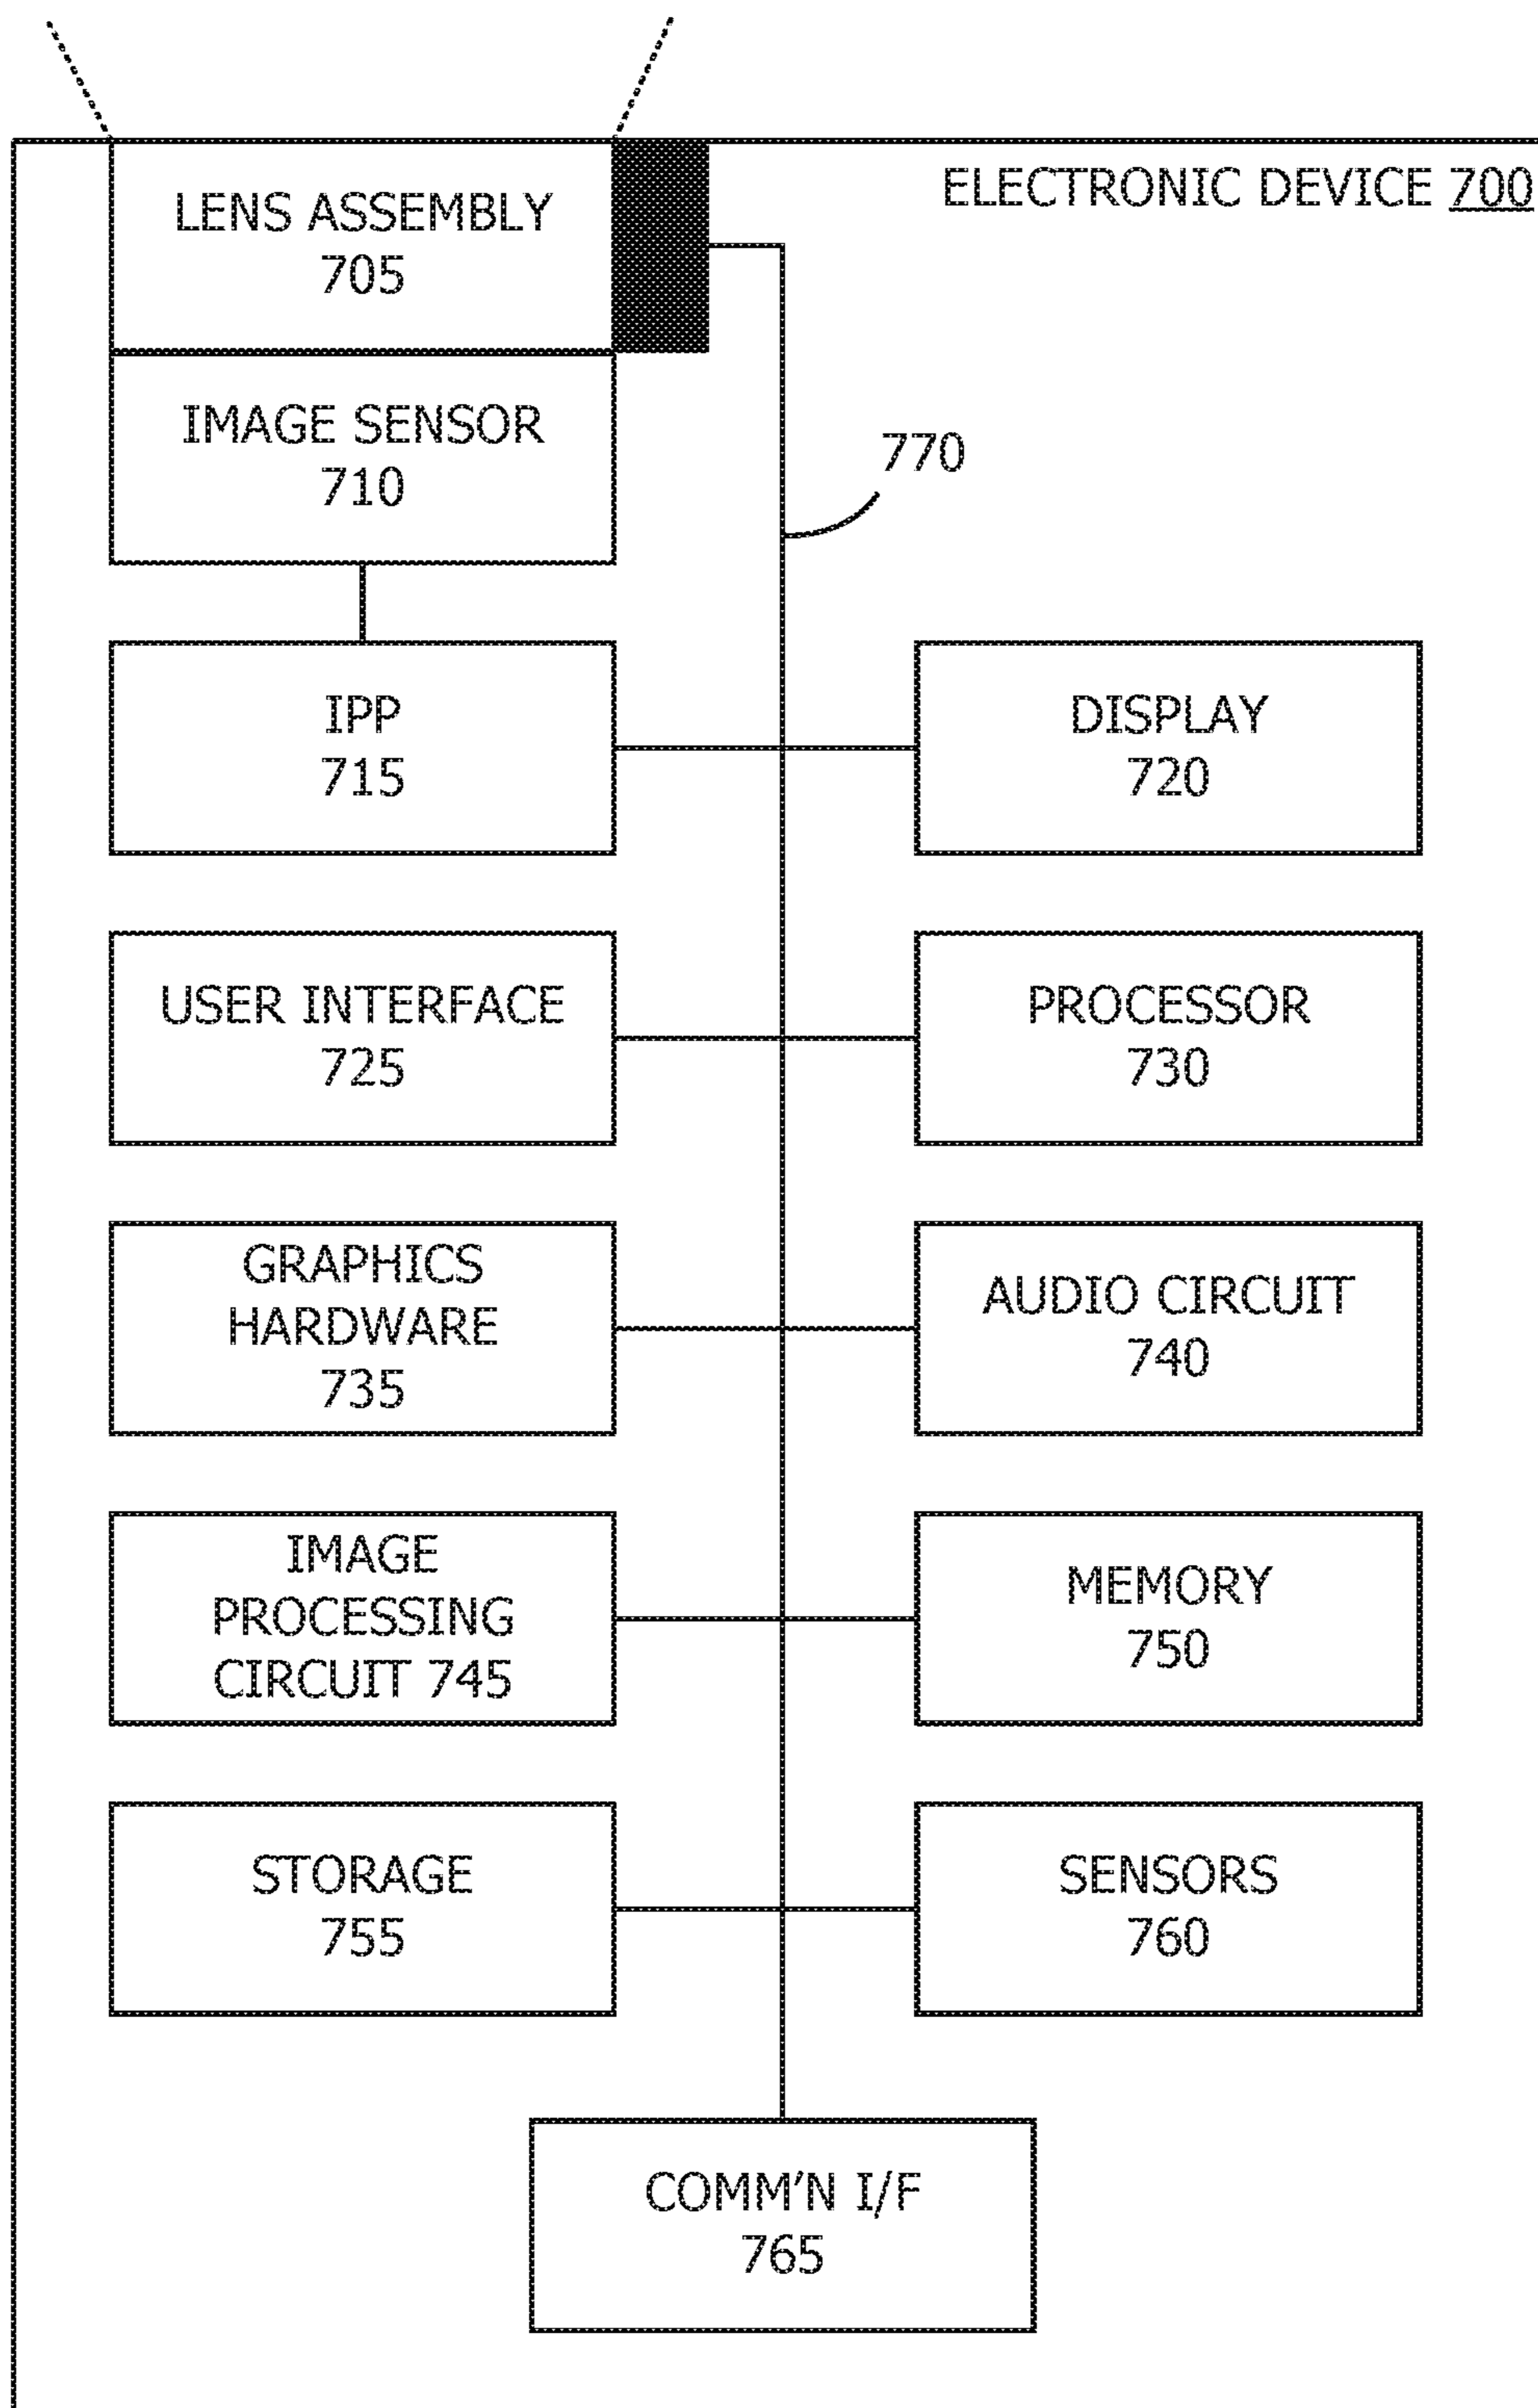 ELECTRONIC DEVICE 700
LENS ASSEMBLY
705
IMAGE SENSOR
710
770
IPP
715
DISPLAY
720
USER INTERFACE
725
PROCESSOR
730
GRAPHICS
HARDWARE
735
AUDIO CIRCUIT
740
IMAGE
PROCESSING
CIRCUIT 745
MEMORY
750
STORAGE
755
SENSORS
760
COMM'N I/F
765